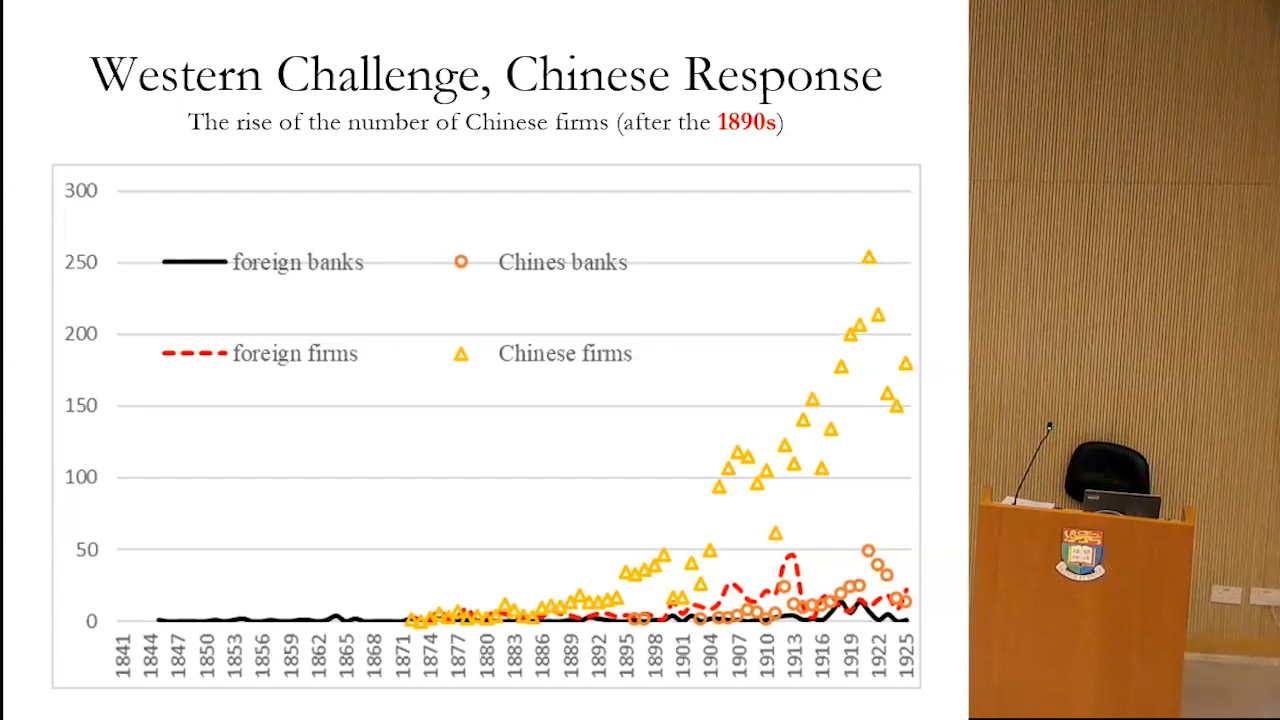 Western Challenge, Chinese Response
The rise of the number of Chinese firms (after the 1890s)
300
250
200
150
100
50
0
foreign banks
Chines banks
foreign firms
Chinese firms
1841 1844 1847 1850 1853 1856 1859 1862 1865 1868 1871 1874 1877 1880 1883 1886 1889 1892 1895 1898 1901 1904 1907 1910 1913 1916 1919 1922 1925